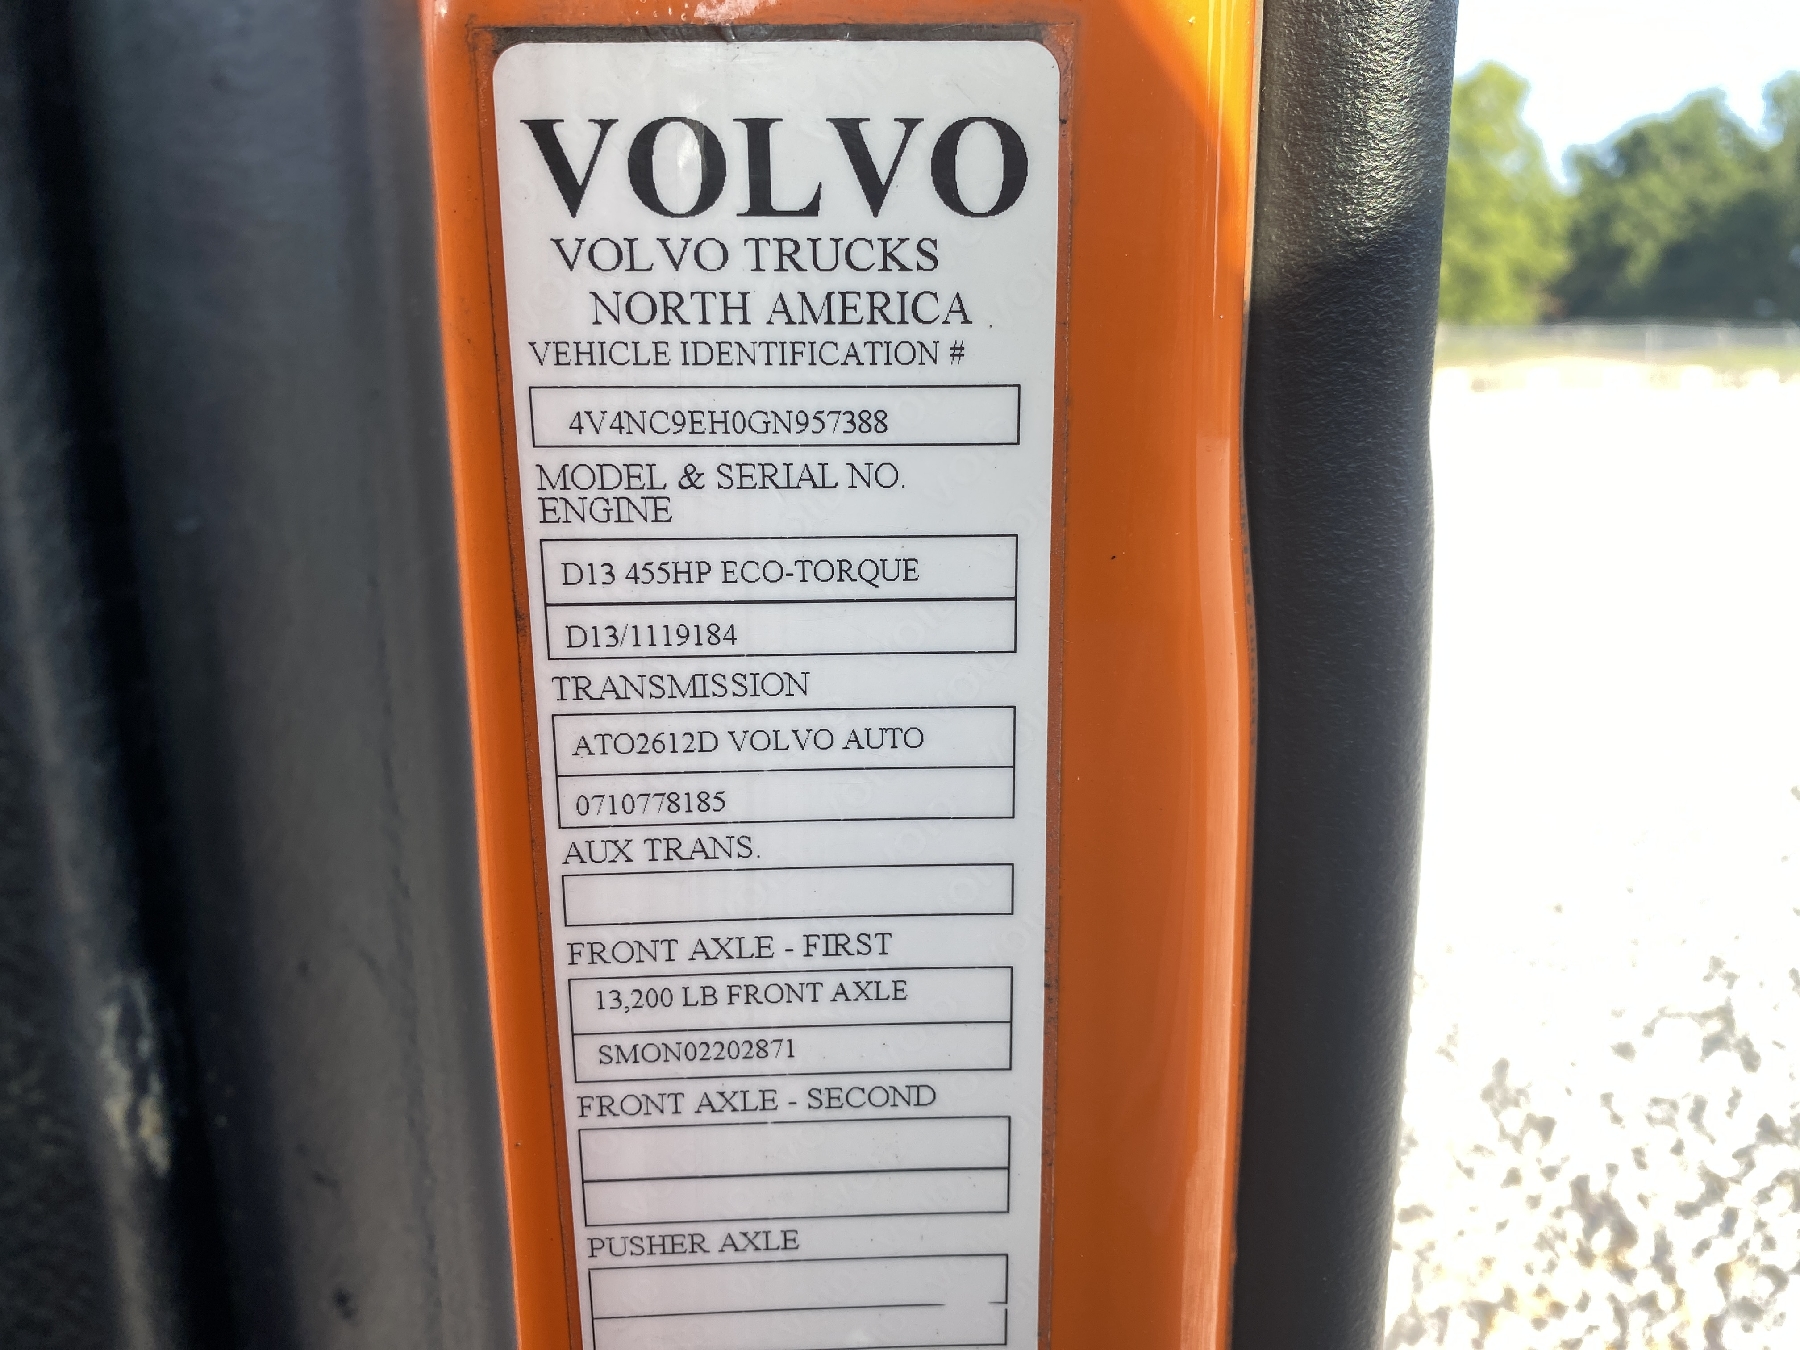 VOLVO
VOLVO TRUCKS
NORTH AMERICA
VEHICLE IDENTIFICATION #
4V4NC9EH0GN957388
MODEL & SERIAL NO.
ENGINE
D13 455HP ECO-TORQUE
D13/1119184
TRANSMISSION
ATO2612D VOLVO AUTO
0710778185
AUX TRANS.
FRONT AXLE - FIRST
13,200 LB FRONT AXLE
SMON02202871
FRONT AXLE - SECOND
PUSHER AXLE